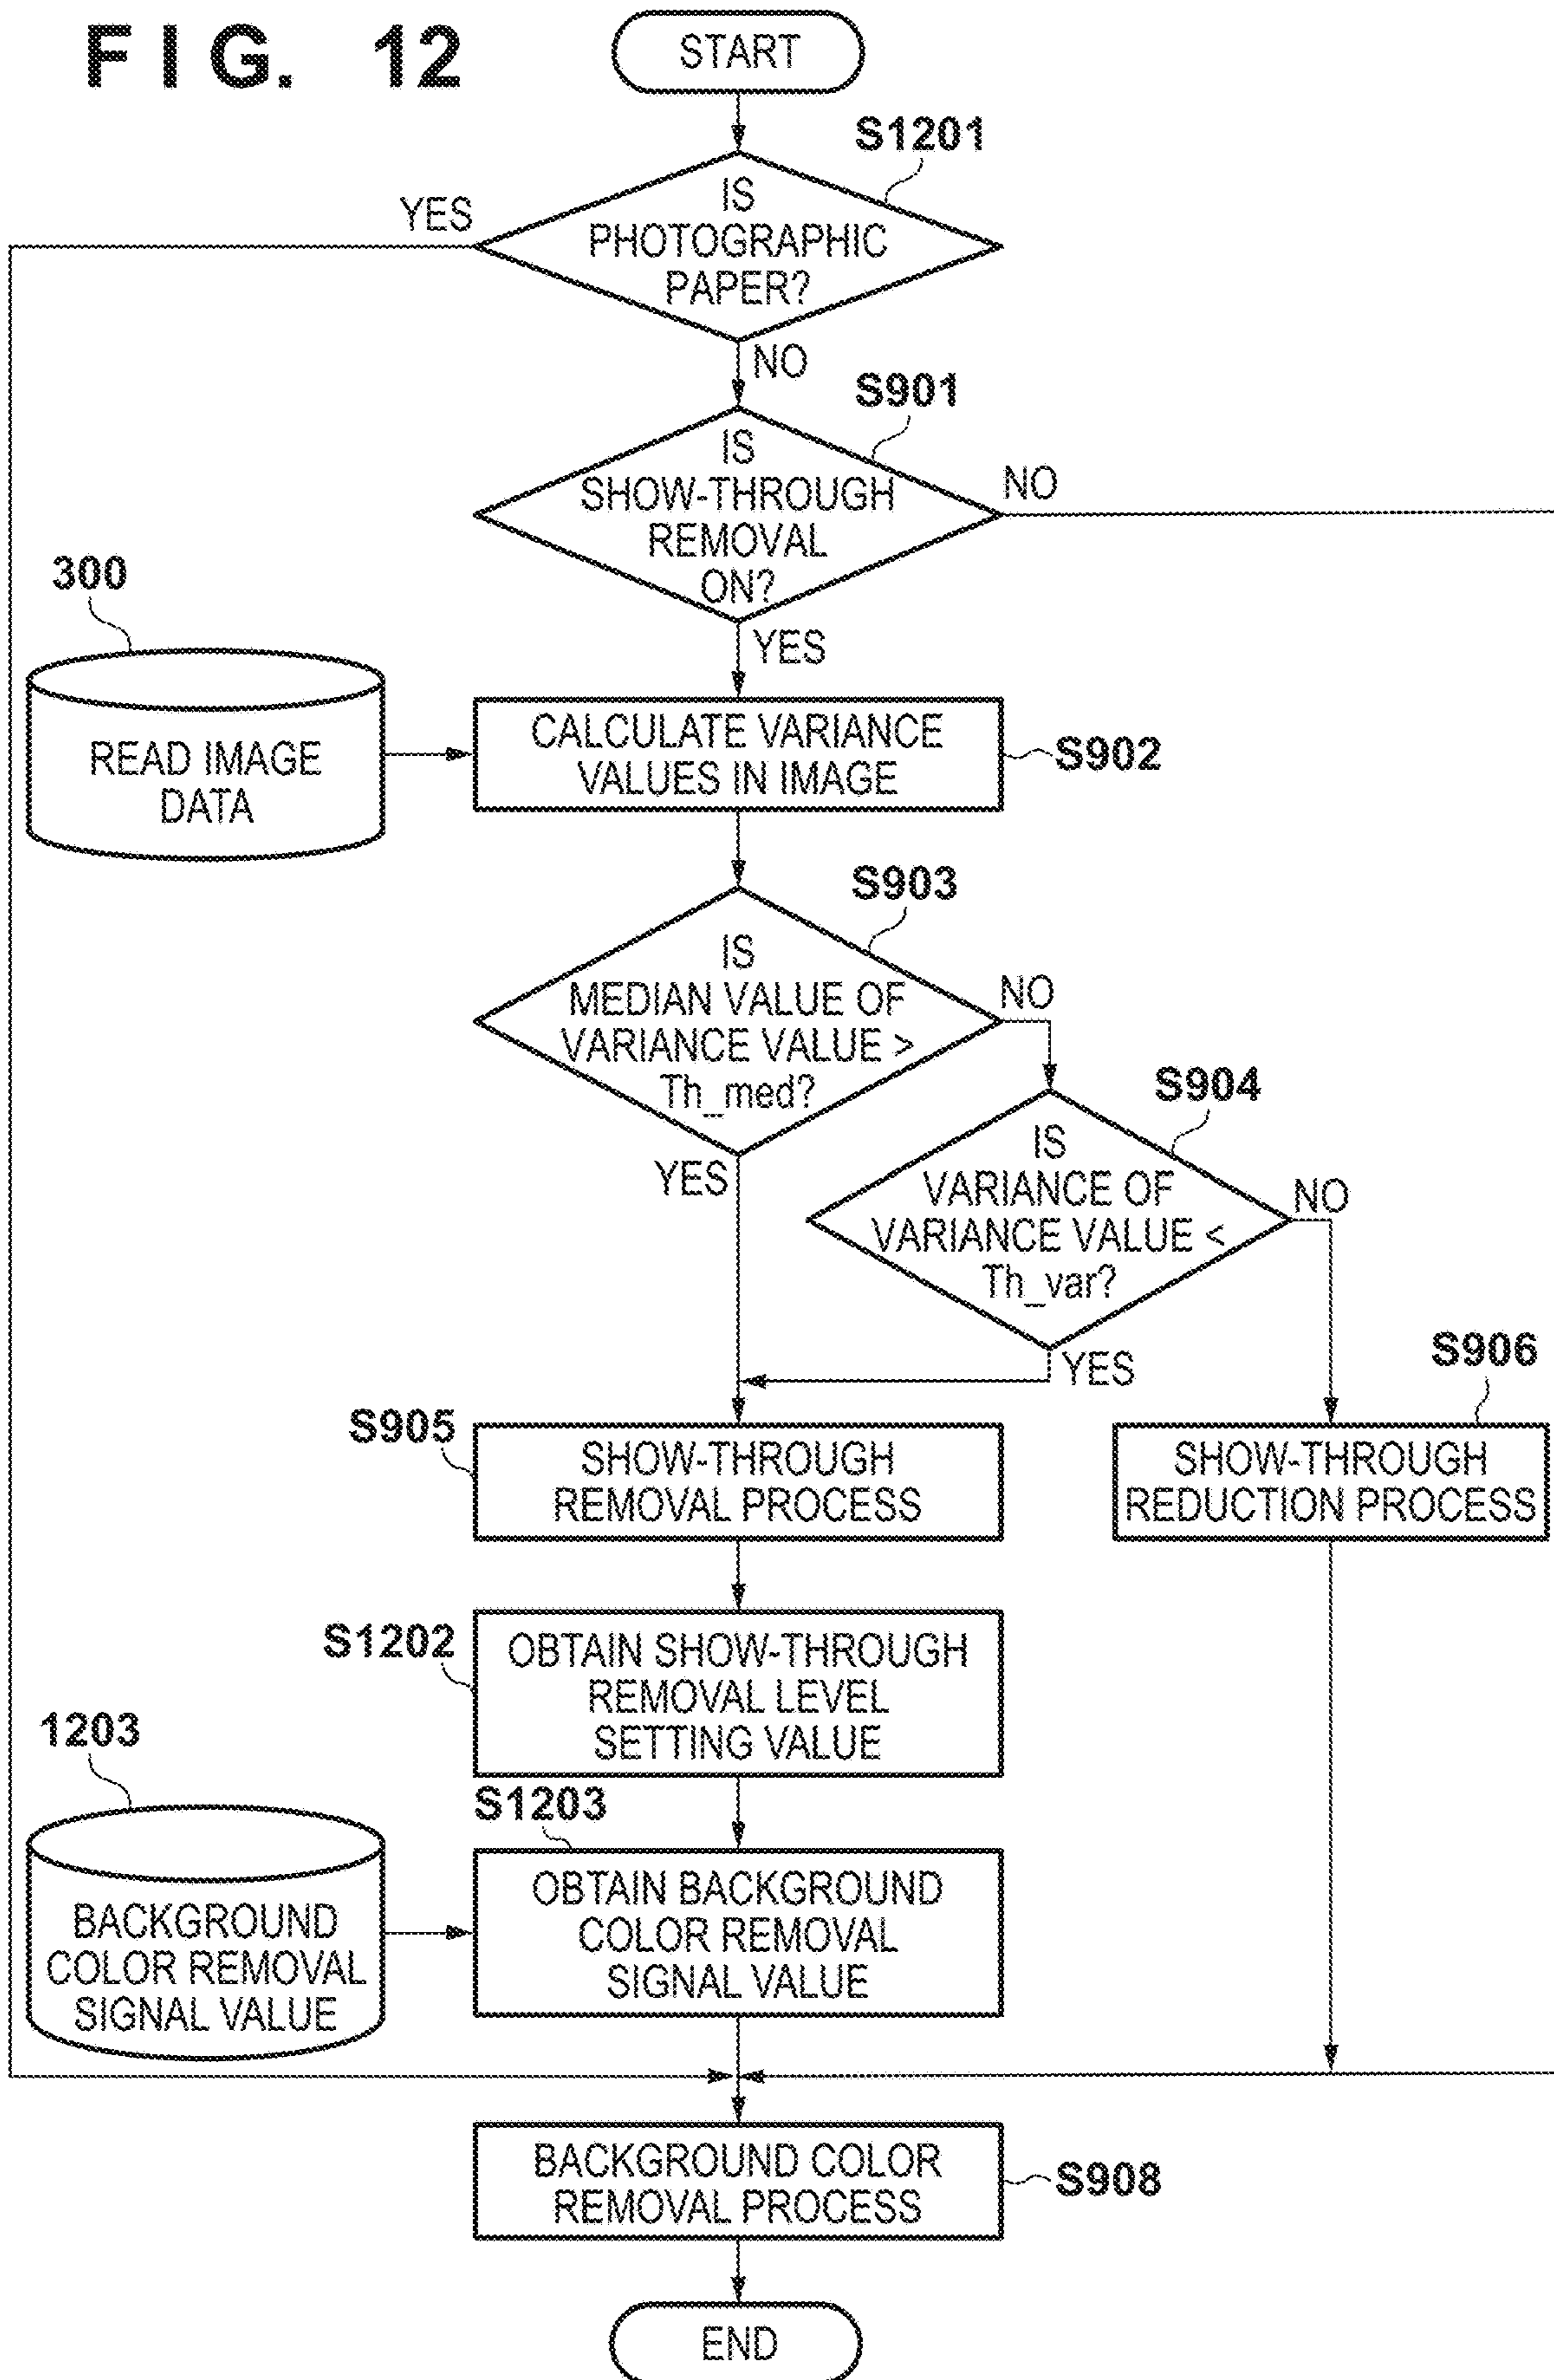 FIG. 12
START
S1201
IS
PHOTOGRAPHIC
PAPER?
YES
NO
S901
IS
SHOW-THROUGH
REMOVAL
ON?
NO
YES
300
READ IMAGE
DATA
CALCULATE VARIANCE
VALUES IN IMAGE
S902
S903
IS
MEDIAN VALUE OF
VARIANCE VALUE >
Th_med?
NO
YES
S904
IS
VARIANCE OF
VARIANCE VALUE <
Th_var?
NO
YES
S905
SHOW-THROUGH
REMOVAL PROCESS
S906
SHOW-THROUGH
REDUCTION PROCESS
S1202
OBTAIN SHOW-THROUGH
REMOVAL LEVEL
SETTING VALUE
1203
BACKGROUND
COLOR REMOVAL
SIGNAL VALUE
S1203
OBTAIN BACKGROUND
COLOR REMOVAL
SIGNAL VALUE
BACKGROUND COLOR
REMOVAL PROCESS
S908
END